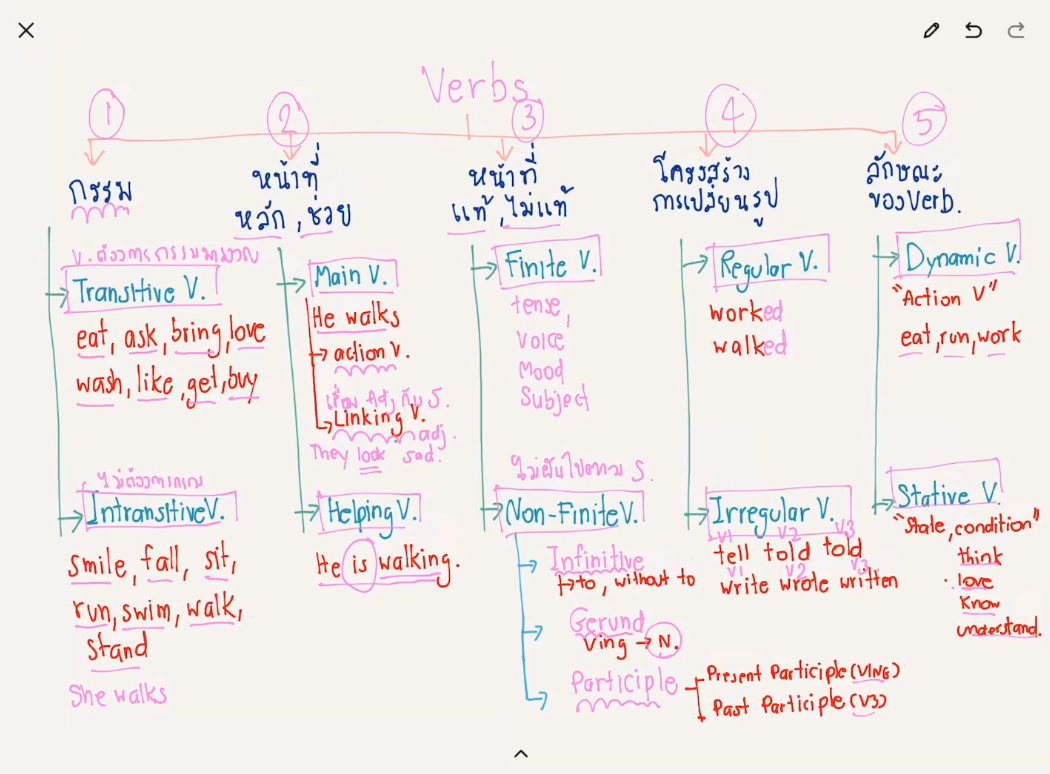 Verbs
1
กรรม
V. ต้องการกรรมมารองรับ
Transitive V.
eat, ask, bring, love
wash, like, get, buy
ไม่ต้องการกรรม
Intransitive V.
smile, fall, sit,
run, swim, walk,
stand
She walks
2
หน้าที่
หลัก, ช่วย
Main V.
He walks
action V.
เชื่อม Adj กับ S.
Linking V.
adj.
They look sad.
Helping V.
He is walking.
3
หน้าที่
แท้, ไม่แท้
Finite V.
tense,
Voice
Mood
Subject
ไม่ผันไปตาม S.
Non-Finite V.
Infinitive
to, without to
Gerund
Ving → N.
Participle
Present Participle (VING)
Past Participle (V3)
4
โครงสร้าง
การเปลี่ยนรูป
Regular V.
worked
walked
Irregular V.
V1 V2 V3
tell told told
V1 V2 V3
write wrote written
5
ลักษณะ
ของ Verb.
Dynamic V.
"Action V"
eat, run, work
Stative V.
"State, condition"
think
love
know
understand.